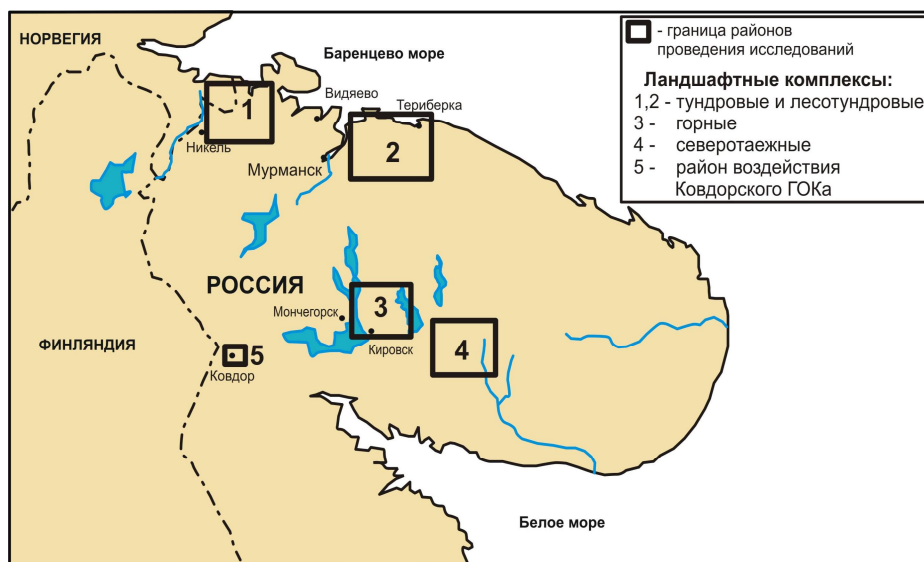 НОРВЕГИЯ
Баренцево море
Видяево
Териберка
1
Никель
2
Мурманск
РОССИЯ
Мончегорск
3
Кировск
ФИНЛЯНДИЯ
5
Ковдор
4
Белое море
- граница районов
проведения исследований
Ландшафтные комплексы:
1,2 - тундровые и лесотундровые
3 - горные
4 - северотаежные
5 - район воздействия
Ковдорского ГОКа